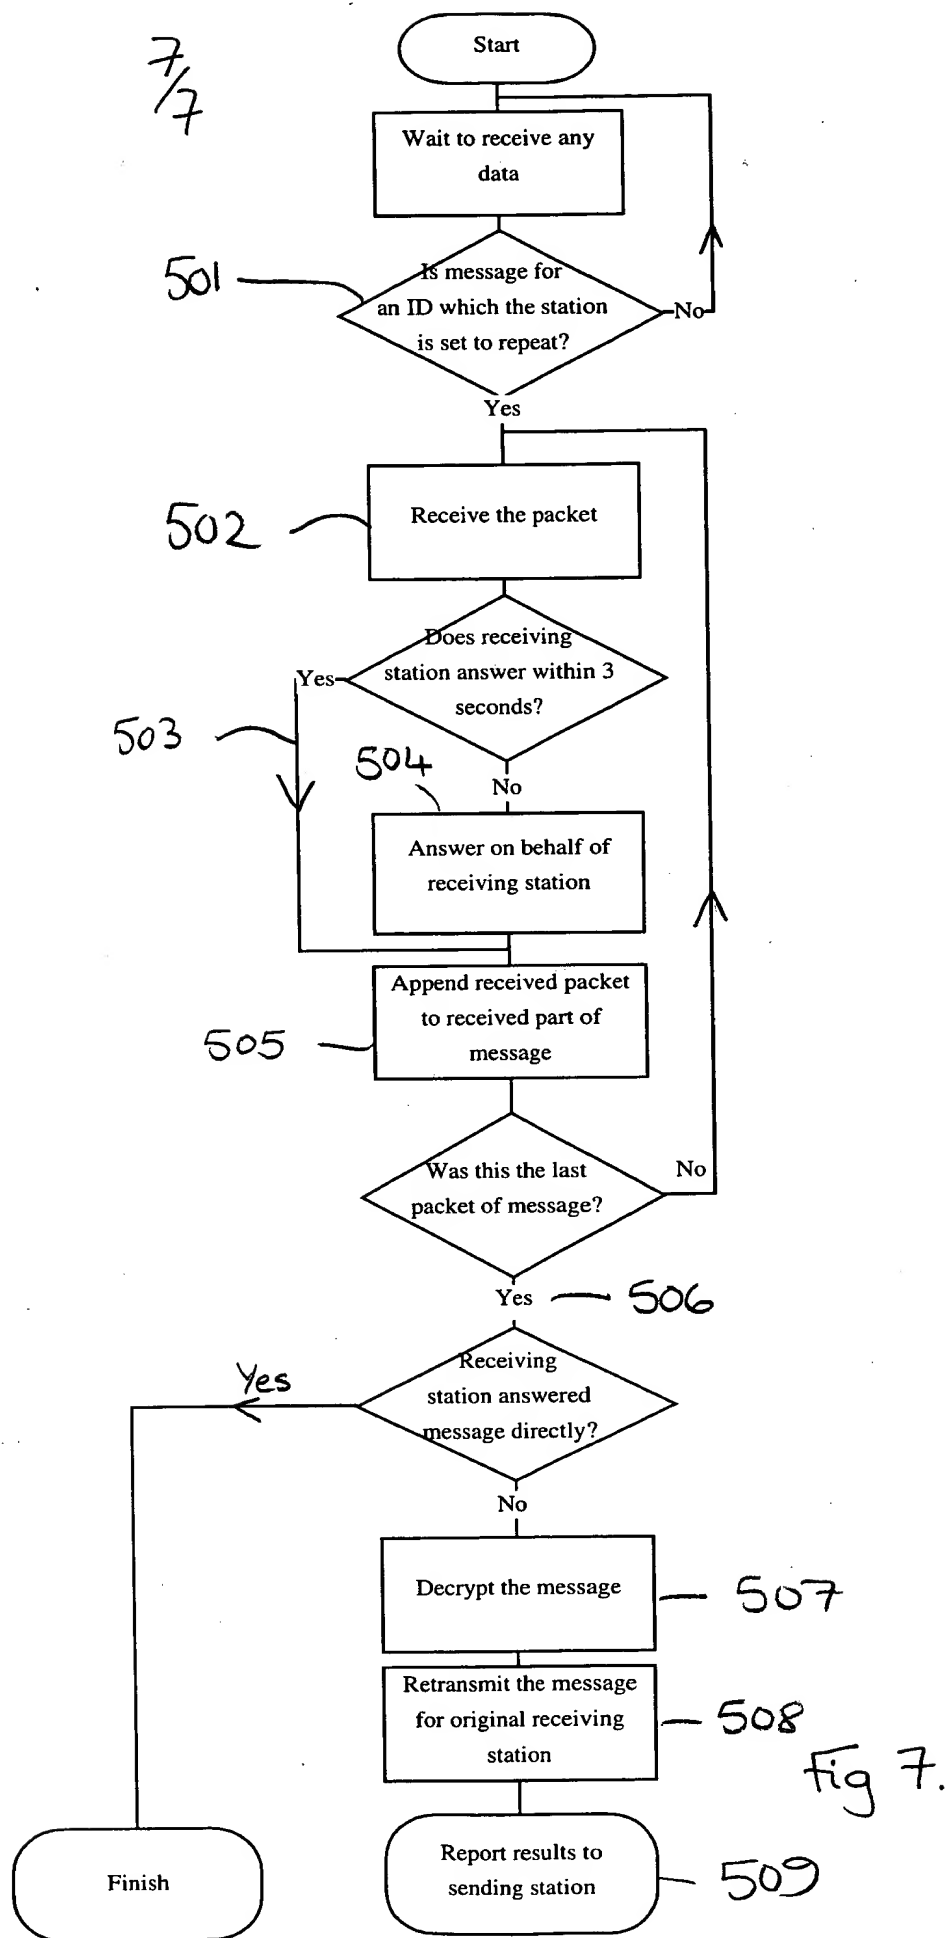 7/7
Start
Wait to receive any
data
501
Is message for
an ID which the station
is set to repeat?
No
Yes
502
Receive the packet
Does receiving
station answer within 3
seconds?
Yes
503
504
No
Answer on behalf of
receiving station
505
Append received packet
to received part of
message
Was this the last
packet of message?
No
Yes
506
Receiving
station answered
message directly?
Yes
No
Decrypt the message
507
Retransmit the message
for original receiving
station
508
Fig 7.
Report results to
sending station
509
Finish